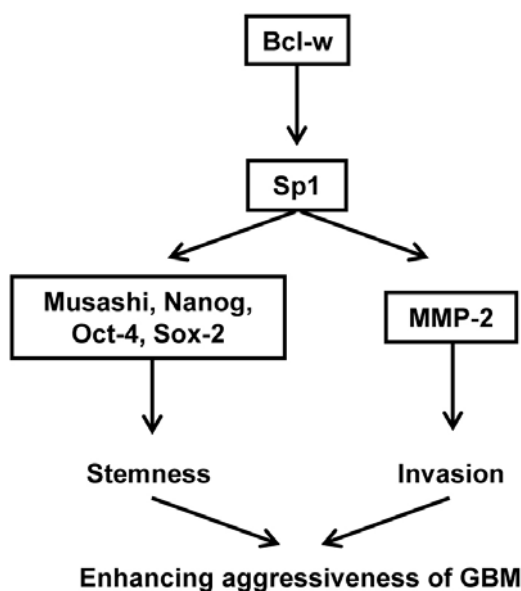 Bcl-w
Sp1
Musashi, Nanog,
Oct-4, Sox-2
MMP-2
Stemness
Invasion
Enhancing aggressiveness of GBM